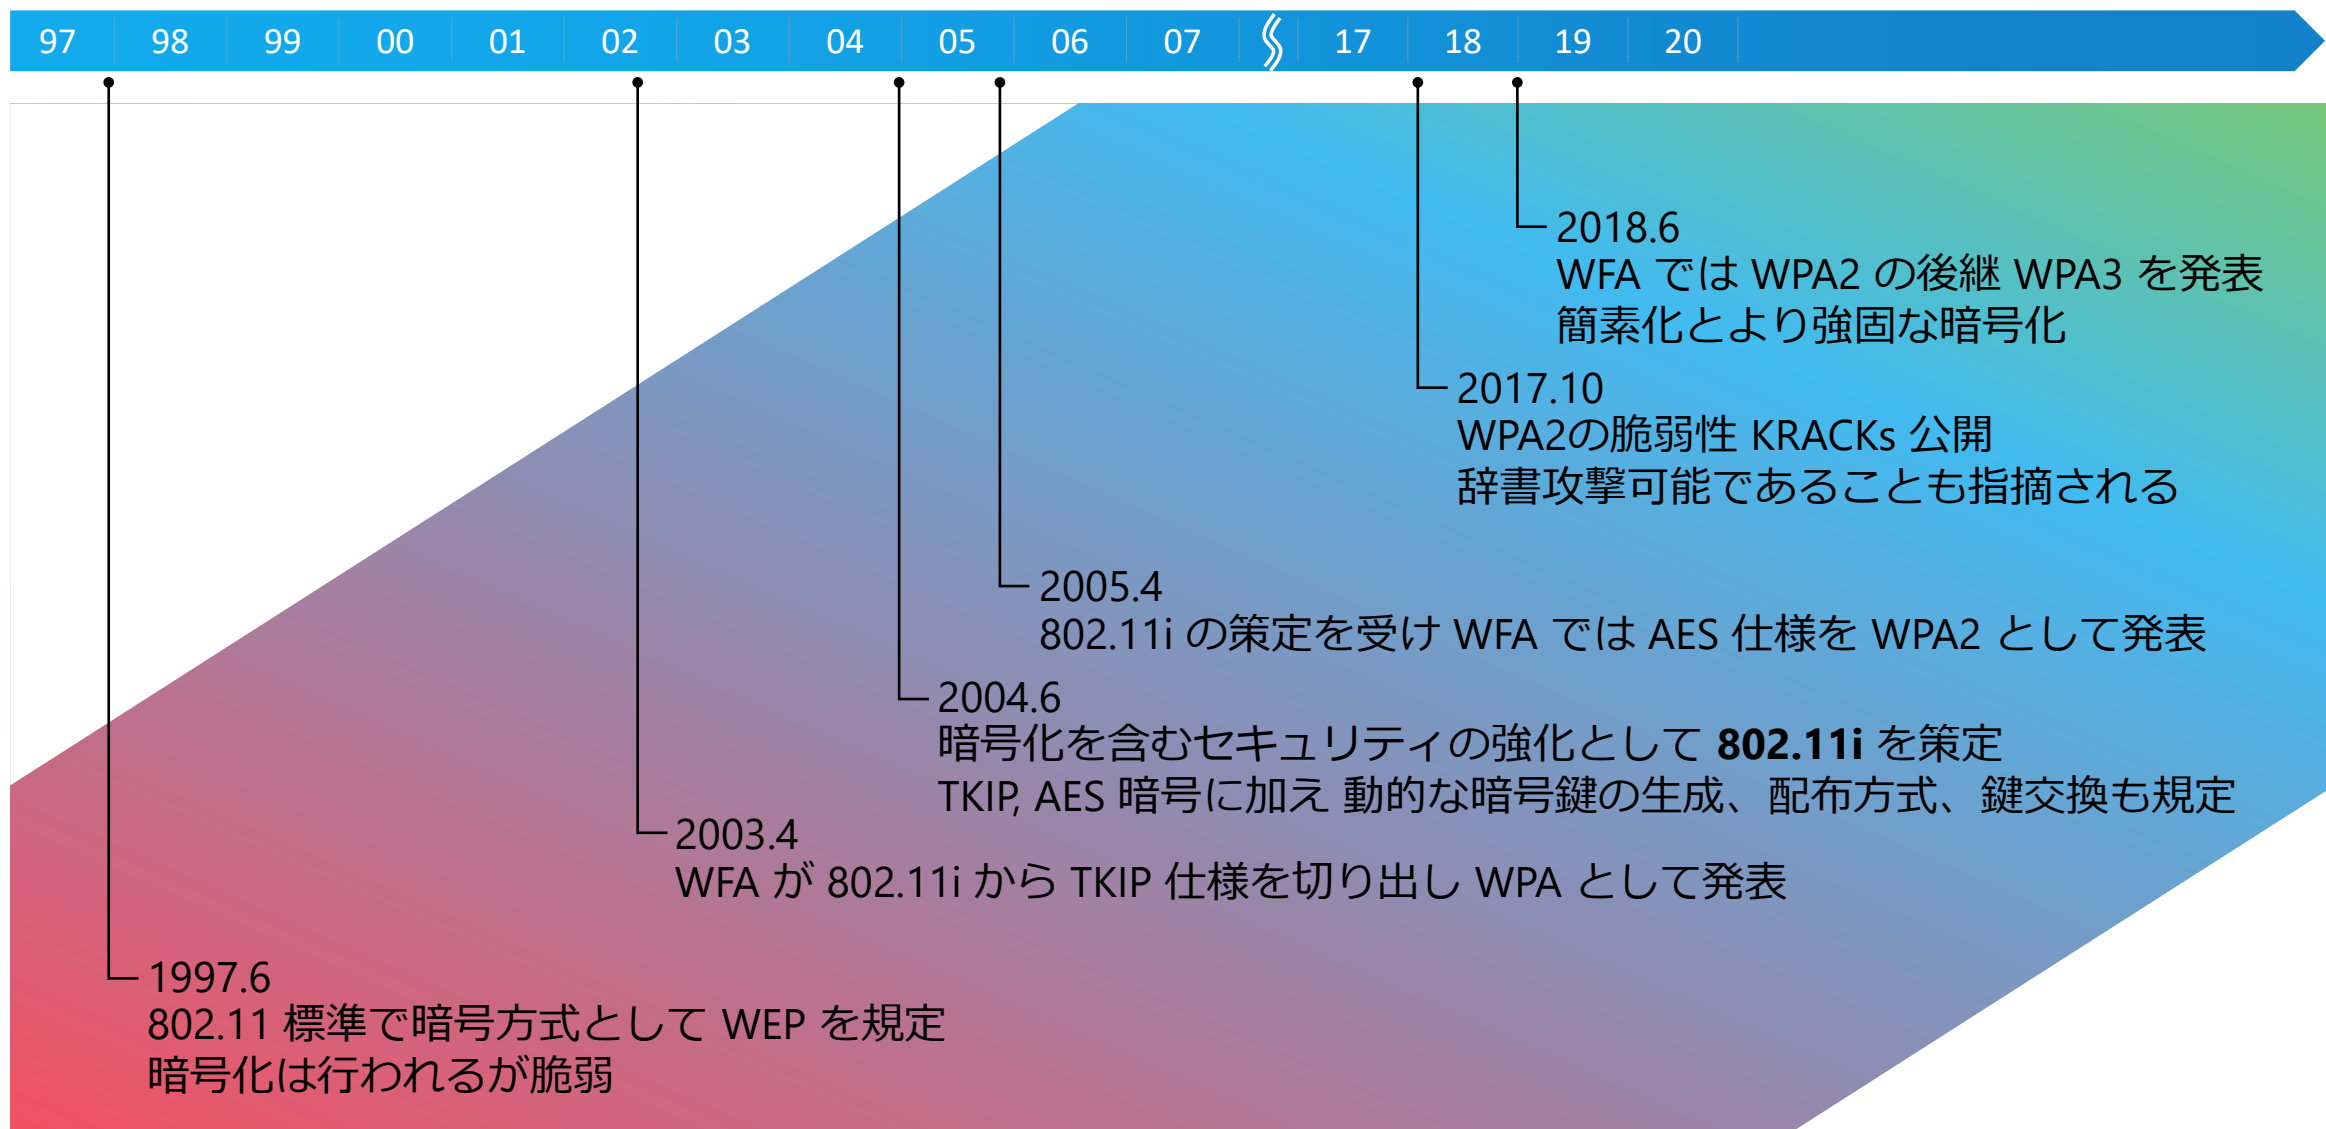 97 98 99 00 01 02 03 04 05 06 07 17 18 19 20
2018.6
WFA では WPA2 の後継 WPA3 を発表
簡素化とより強固な暗号化
2017.10
WPA2の脆弱性 KRACKs 公開
辞書攻撃可能であることも指摘される
2005.4
802.11i の策定を受け WFA では AES 仕様を WPA2 として発表
2004.6
暗号化を含むセキュリティの強化として 802.11i を策定
TKIP, AES 暗号に加え 動的な暗号鍵の生成、配布方式、鍵交換も規定
2003.4
WFA が 802.11i から TKIP 仕様を切り出し WPA として発表
1997.6
802.11 標準で暗号方式として WEP を規定
暗号化は行われるが脆弱